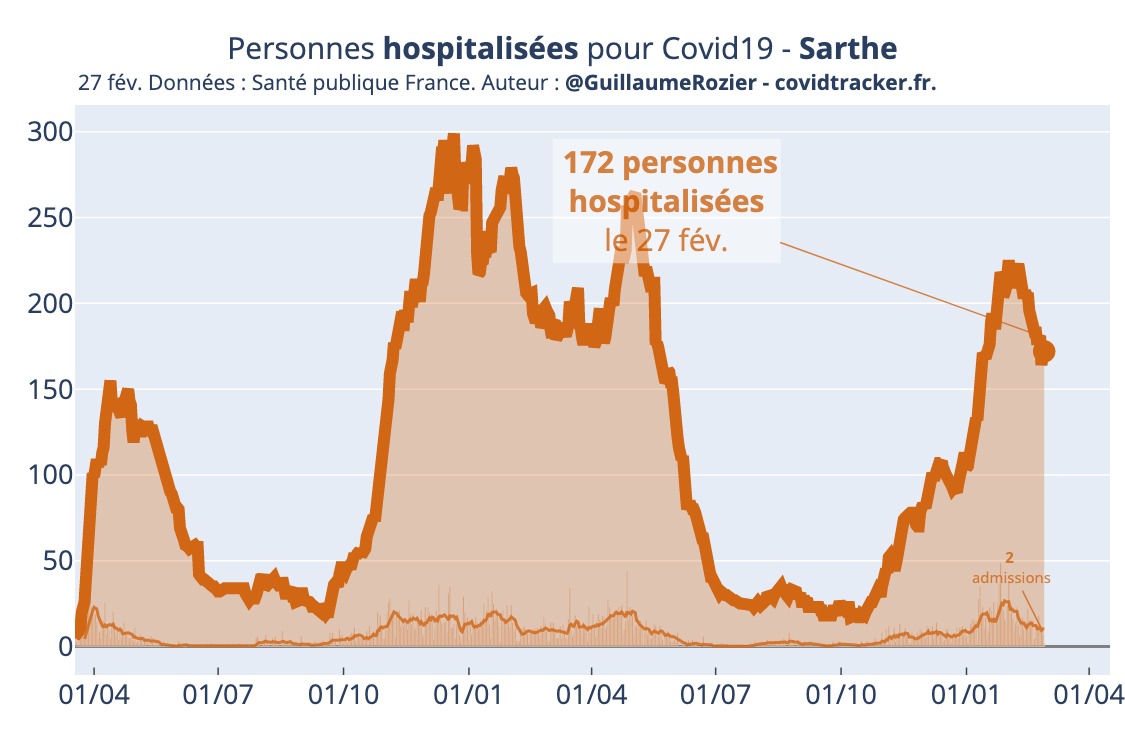 Personnes hospitalisées pour Covid19 - Sarthe
27 fév. Données : Santé publique France. Auteur : @GuillaumeRozier - covidtracker.fr.
300
250
200
150
100
50
0
172 personnes
hospitalisées
le 27 fév.
2
admissions
01/04 01/07 01/10 01/01 01/04 01/07 01/10 01/01 01/04